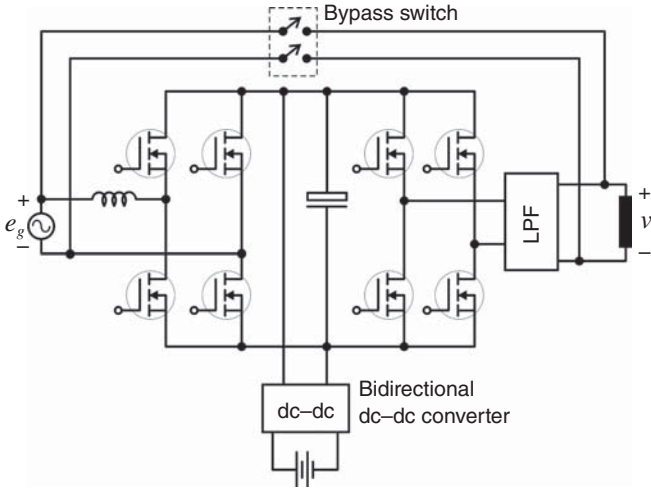 Bypass switch
+
e_g
−
LPF
+
v
−
dc–dc
Bidirectional
dc–dc converter